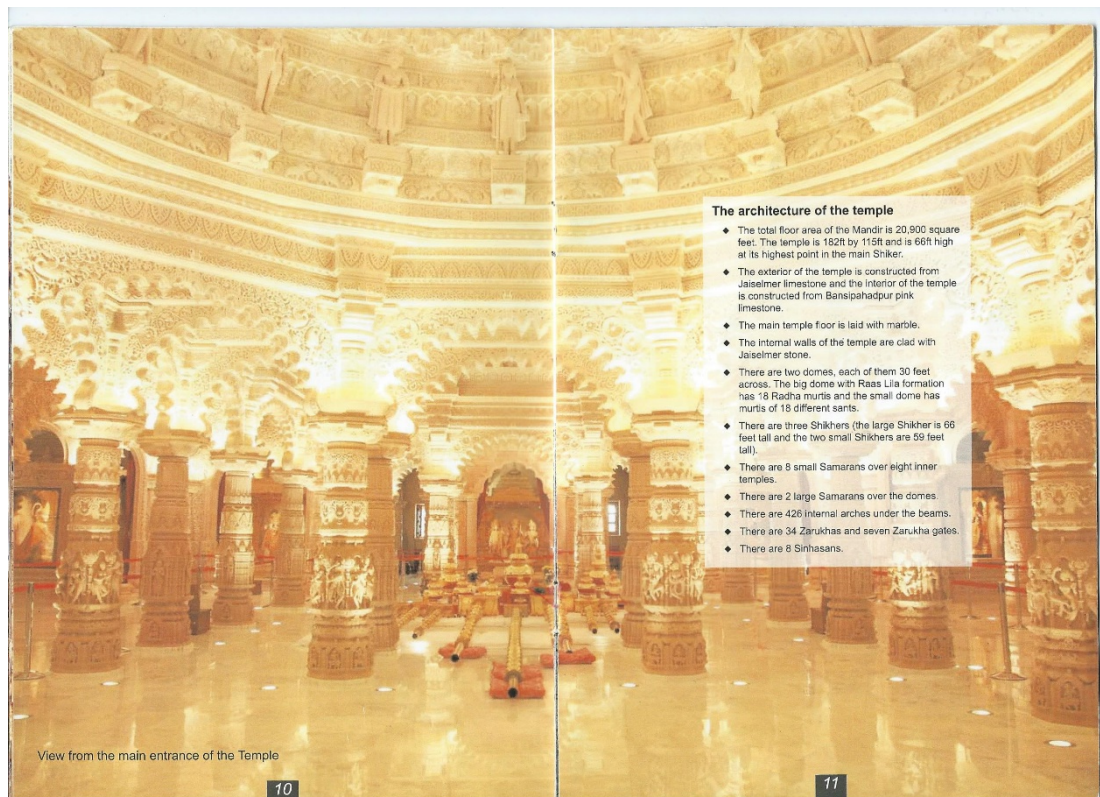 The architecture of the temple
◆ The total floor area of the Mandir is 20,900 square
feet. The temple is 182ft by 115ft and is 66ft high
at its highest point in the main Shiker.
◆ The exterior of the temple is constructed from
Jaiselmer limestone and the interior of the temple
is constructed from Bansipahadpur pink
limestone.
◆ The main temple floor is laid with marble.
◆ The internal walls of the temple are clad with
Jaiselmer stone.
◆ There are two domes, each of them 30 feet
across. The big dome with Raas Lila formation
has 18 Radha murtis and the small dome has
murtis of 18 different sants.
◆ There are three Shikhers (the large Shikher is 66
feet tall and the two small Shikhers are 59 feet
tall).
◆ There are 8 small Samarans over eight inner
temples.
◆ There are 2 large Samarans over the domes.
◆ There are 426 internal arches under the beams.
◆ There are 34 Zarukhas and seven Zarukha gates.
◆ There are 8 Sinhasans.
View from the main entrance of the Temple
10
11